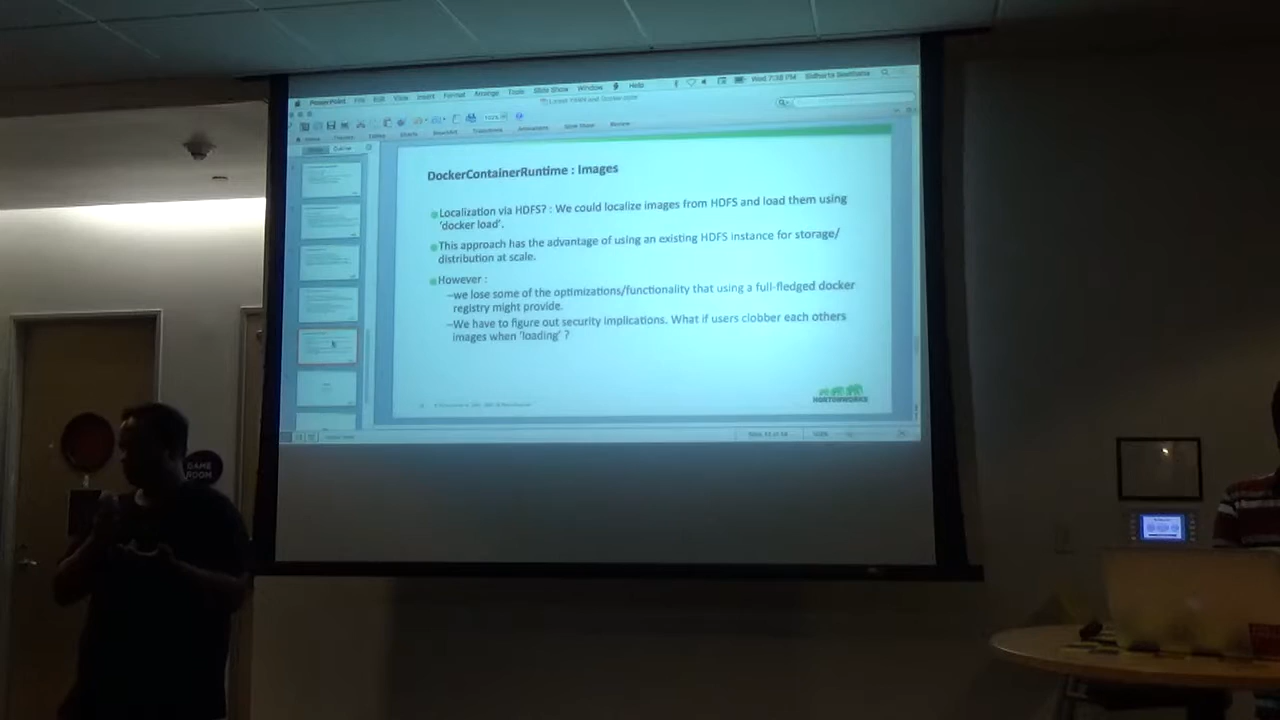 PowerPoint File Edit View Insert Format Arrange Tools Slide Show Window Help
Wed 7:38 PM
DockerContainerRuntime : Images
Localization via HDFS? : We could localize images from HDFS and load them using
'docker load'.
This approach has the advantage of using an existing HDFS instance for storage/
distribution at scale.
However :
–we lose some of the optimizations/functionality that using a full-fledged docker
registry might provide.
–We have to figure out security implications. What if users clobber each others
images when 'loading' ?
HORTONWORKS
GAME
ROOM